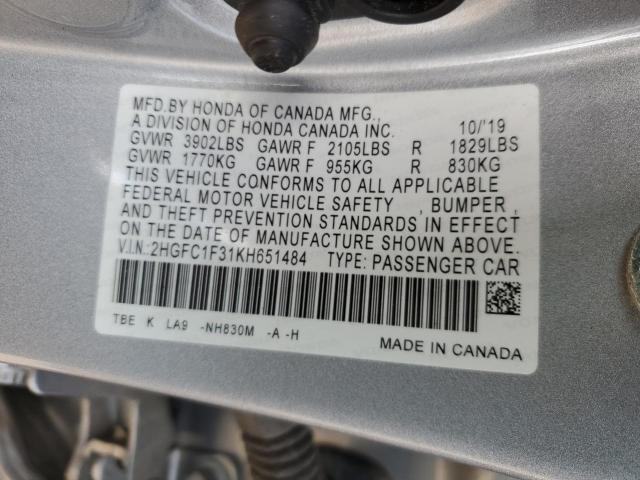 MFD.BY HONDA OF CANADA MFG.,
A DIVISION OF HONDA CANADA INC. 10/'19
GVWR 3902LBS GAWR F 2105LBS R 1829LBS
GVWR 1770KG GAWR F 955KG R 830KG
THIS VEHICLE CONFORMS TO ALL APPLICABLE
FEDERAL MOTOR VEHICLE SAFETY , BUMPER,
AND THEFT PREVENTION STANDARDS IN EFFECT
ON THE DATE OF MANUFACTURE SHOWN ABOVE.
V.I.N.:2HGFC1F31KH651484 TYPE: PASSENGER CAR
TBE K LA9 -NH830M -A -H
MADE IN CANADA